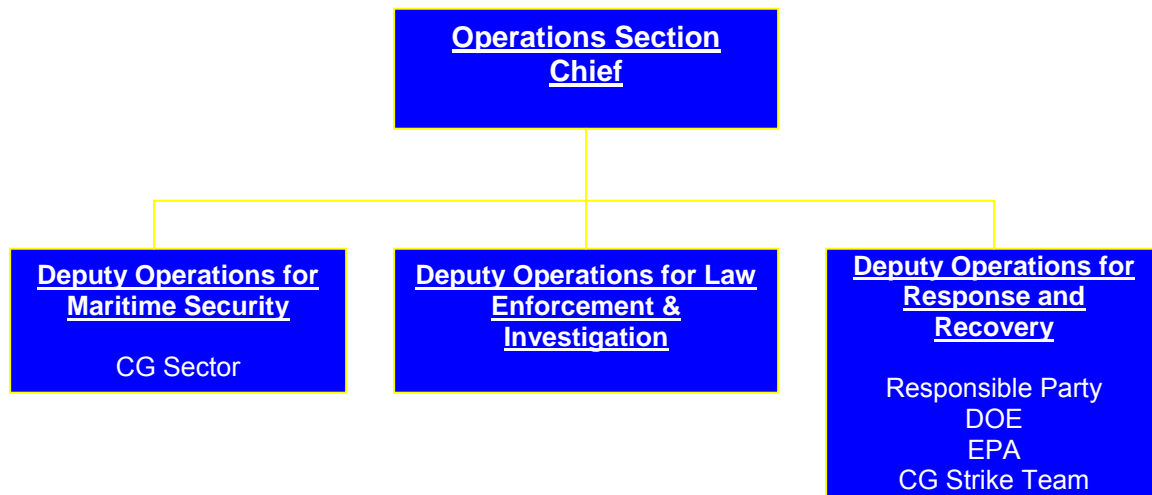 Operations Section
Chief
Deputy Operations for
Maritime Security
CG Sector
Deputy Operations for Law
Enforcement &
Investigation
Deputy Operations for
Response and
Recovery
Responsible Party
DOE
EPA
CG Strike Team